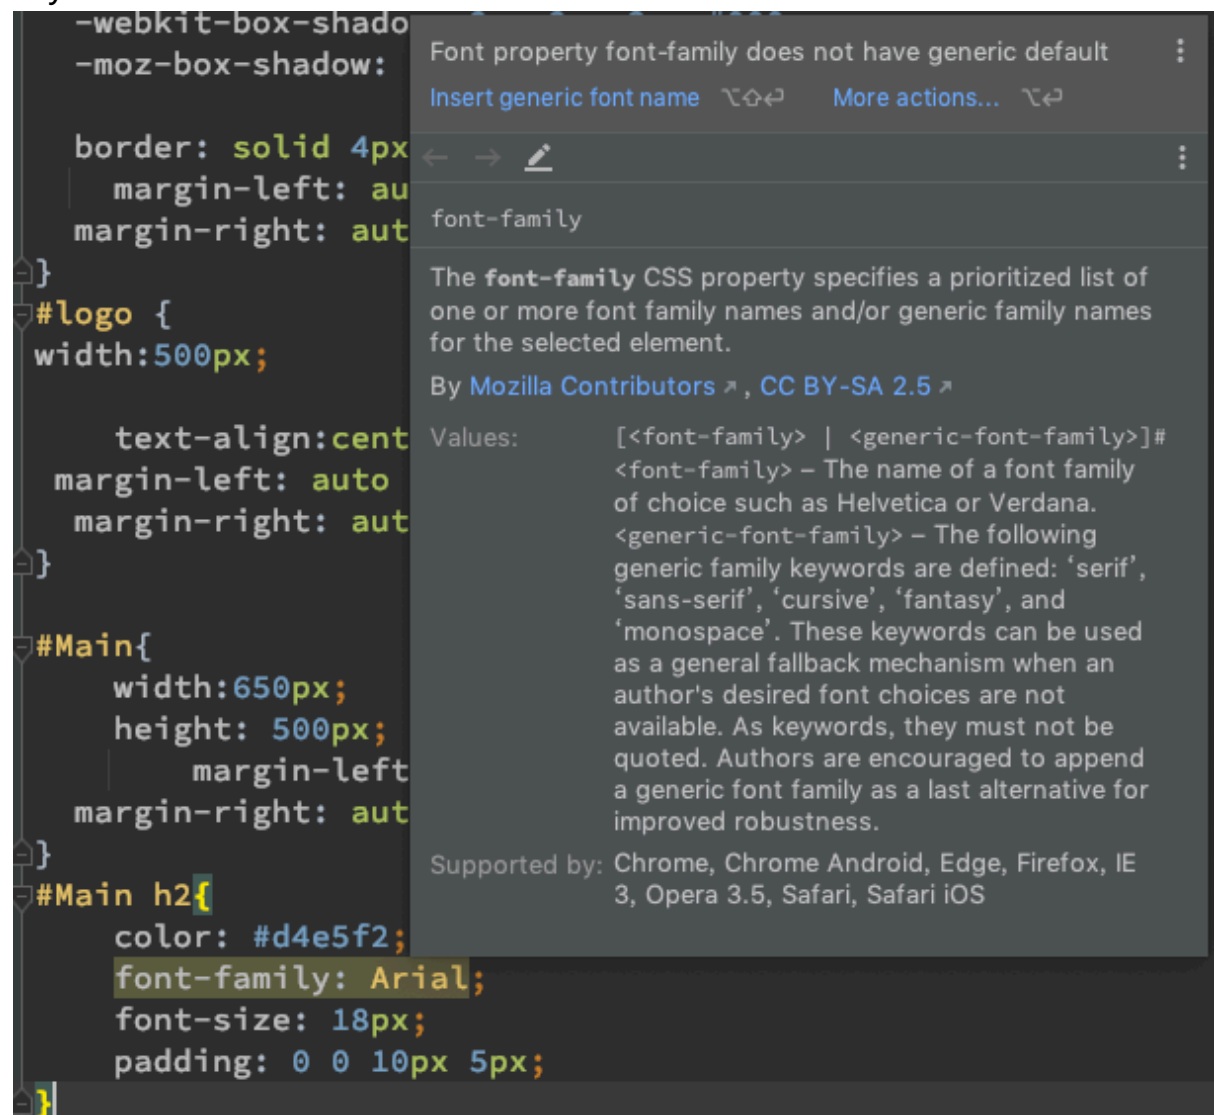 -webkit-box-shado
-moz-box-shadow:
border: solid 4px
margin-left: au
margin-right: aut
}
#logo {
width:500px;
text-align:cent
margin-left: auto
margin-right: aut
}
#Main{
width:650px;
height: 500px;
margin-left
margin-right: aut
}
#Main h2{
color: #d4e5f2;
font-family: Arial;
font-size: 18px;
padding: 0 0 10px 5px;
}
Font property font-family does not have generic default
Insert generic font name ⌥⇧⏎ More actions... ⌥⏎
font-family
The font-family CSS property specifies a prioritized list of
one or more font family names and/or generic family names
for the selected element.
By Mozilla Contributors ↗, CC BY-SA 2.5 ↗
Values: [<font-family> | <generic-font-family>]#
<font-family> – The name of a font family
of choice such as Helvetica or Verdana.
<generic-font-family> – The following
generic family keywords are defined: ‘serif’,
‘sans-serif’, ‘cursive’, ‘fantasy’, and
‘monospace’. These keywords can be used
as a general fallback mechanism when an
author's desired font choices are not
available. As keywords, they must not be
quoted. Authors are encouraged to append
a generic font family as a last alternative for
improved robustness.
Supported by: Chrome, Chrome Android, Edge, Firefox, IE
3, Opera 3.5, Safari, Safari iOS